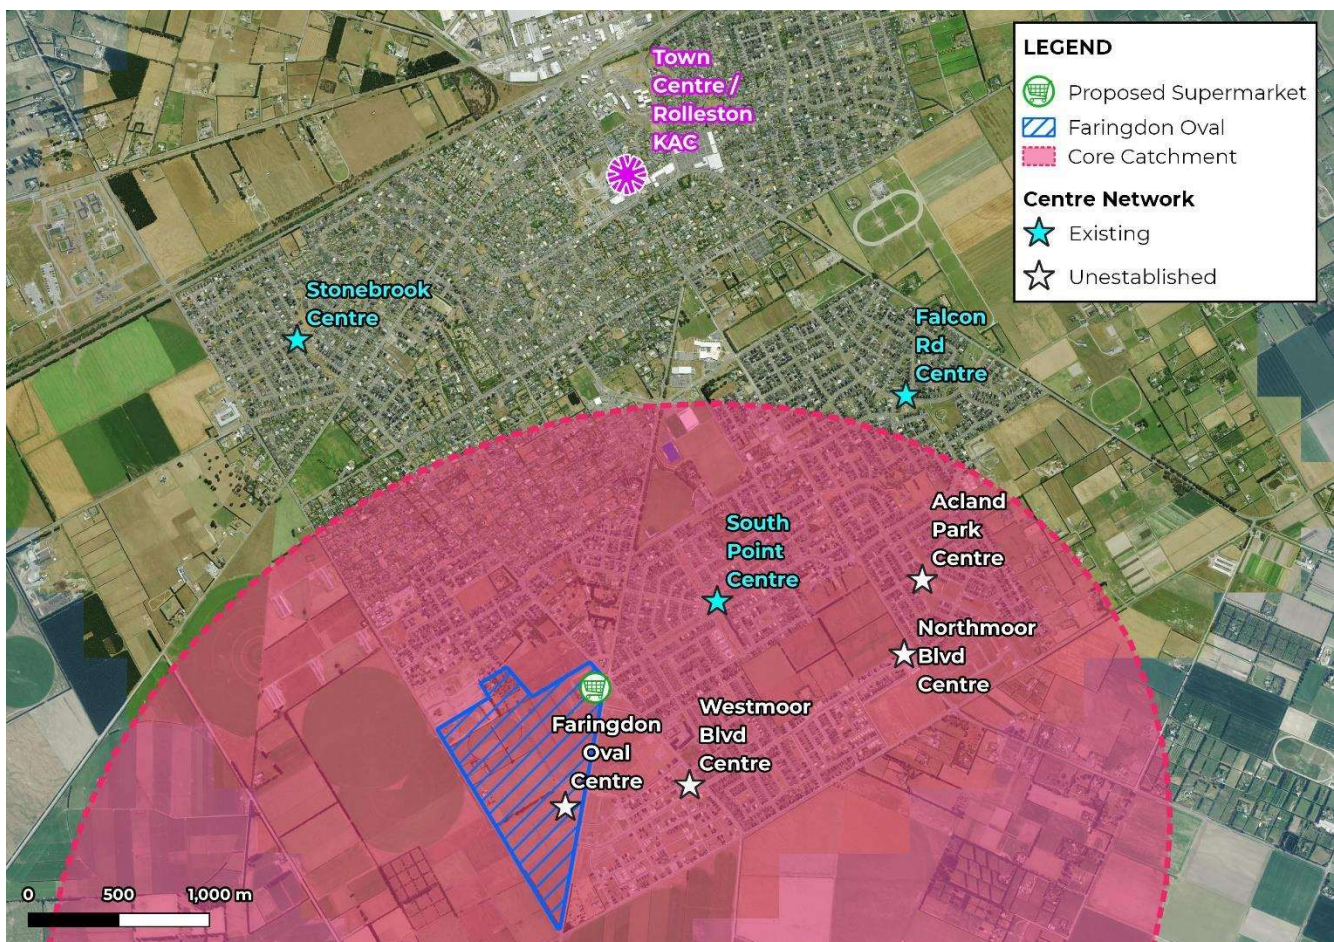 LEGEND
Proposed Supermarket
Faringdon Oval
Core Catchment
Centre Network
Existing
Unestablished
Town
Centre /
Rolleston
KAC
Stonebrook
Centre
Falcon
Rd
Centre
Acland
Park
Centre
South
Point
Centre
Northmoor
Blvd
Centre
Westmoor
Blvd
Centre
Faringdon
Oval
Centre
0 500 1,000 m